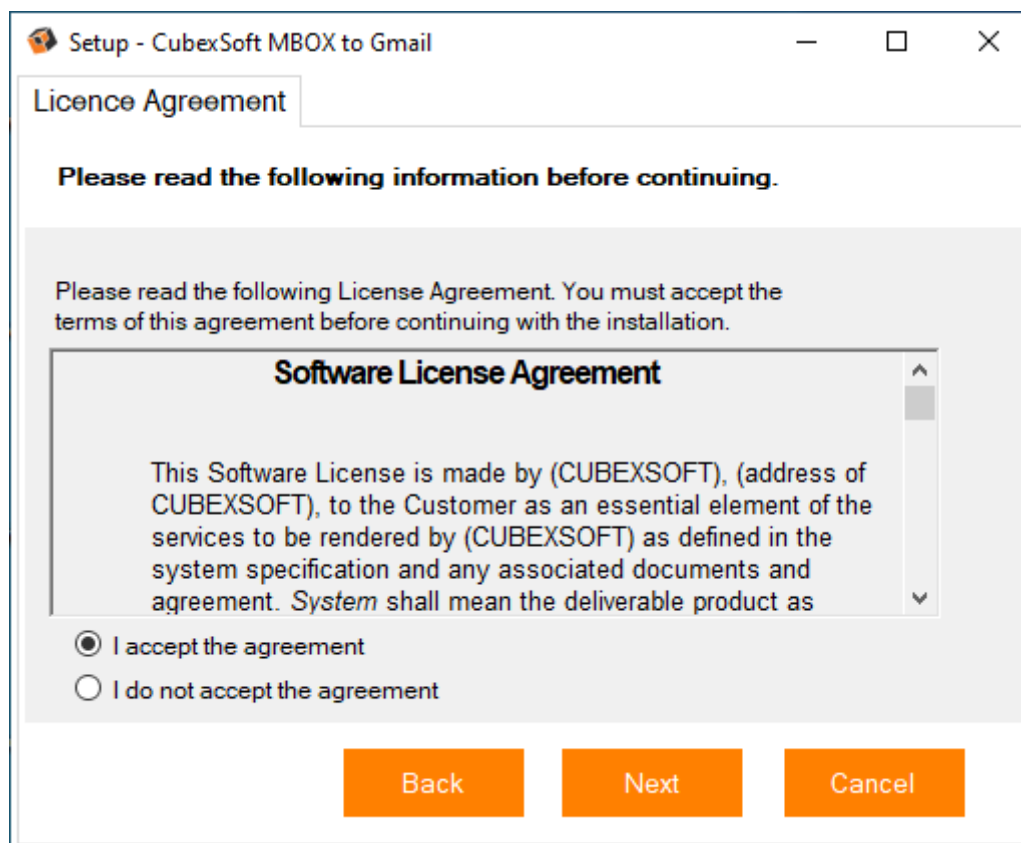 Setup - CubexSoft MBOX to Gmail
Licence Agreement
Please read the following information before continuing.
Please read the following License Agreement. You must accept the
terms of this agreement before continuing with the installation.
Software License Agreement
This Software License is made by (CUBEXSOFT), (address of
CUBEXSOFT), to the Customer as an essential element of the
services to be rendered by (CUBEXSOFT) as defined in the
system specification and any associated documents and
agreement. System shall mean the deliverable product as
I accept the agreement
I do not accept the agreement
Back
Next
Cancel